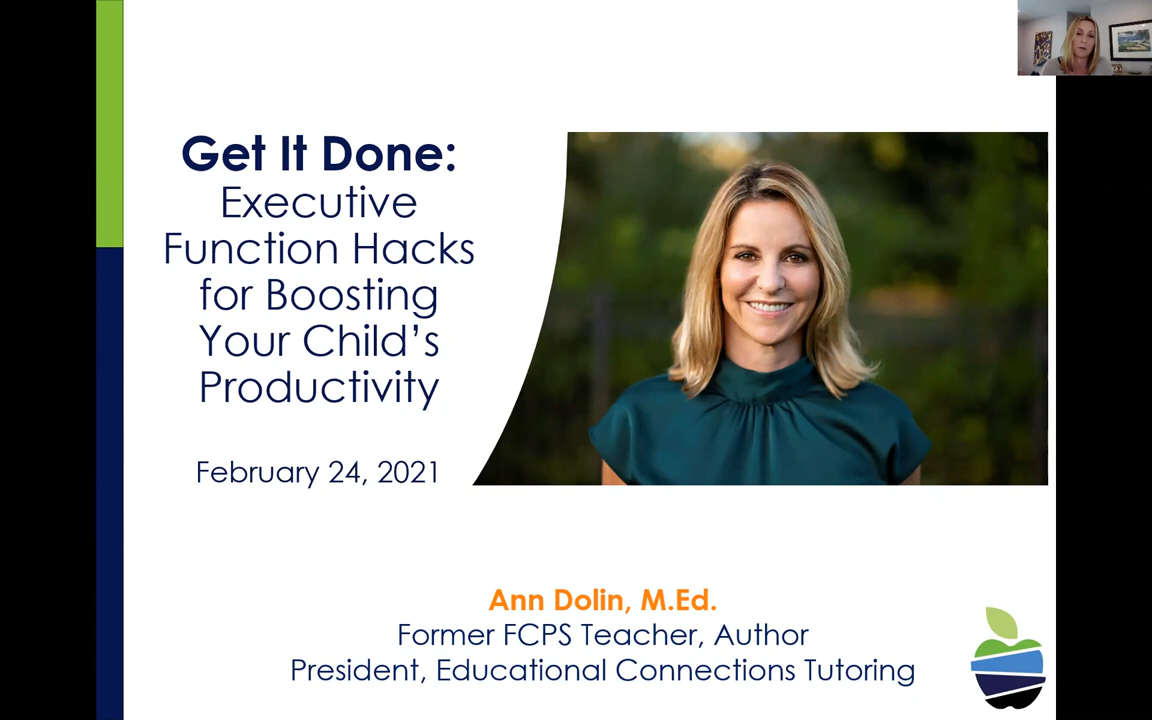 Get It Done:
Executive
Function Hacks
for Boosting
Your Child’s
Productivity
February 24, 2021
Ann Dolin, M.Ed.
Former FCPS Teacher, Author
President, Educational Connections Tutoring